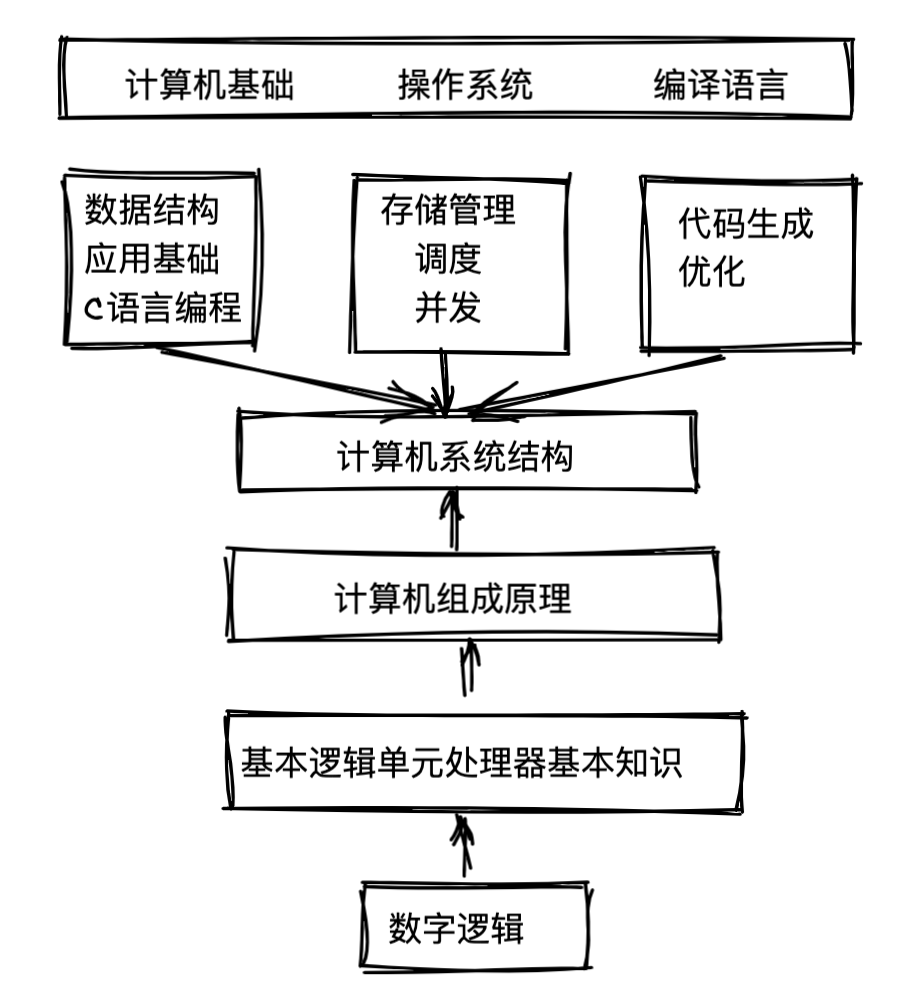 计算机基础 操作系统 编译语言
数据结构
应用基础
C语言编程
存储管理
调度
并发
代码生成
优化
计算机系统结构
计算机组成原理
基本逻辑单元处理器基本知识
数字逻辑